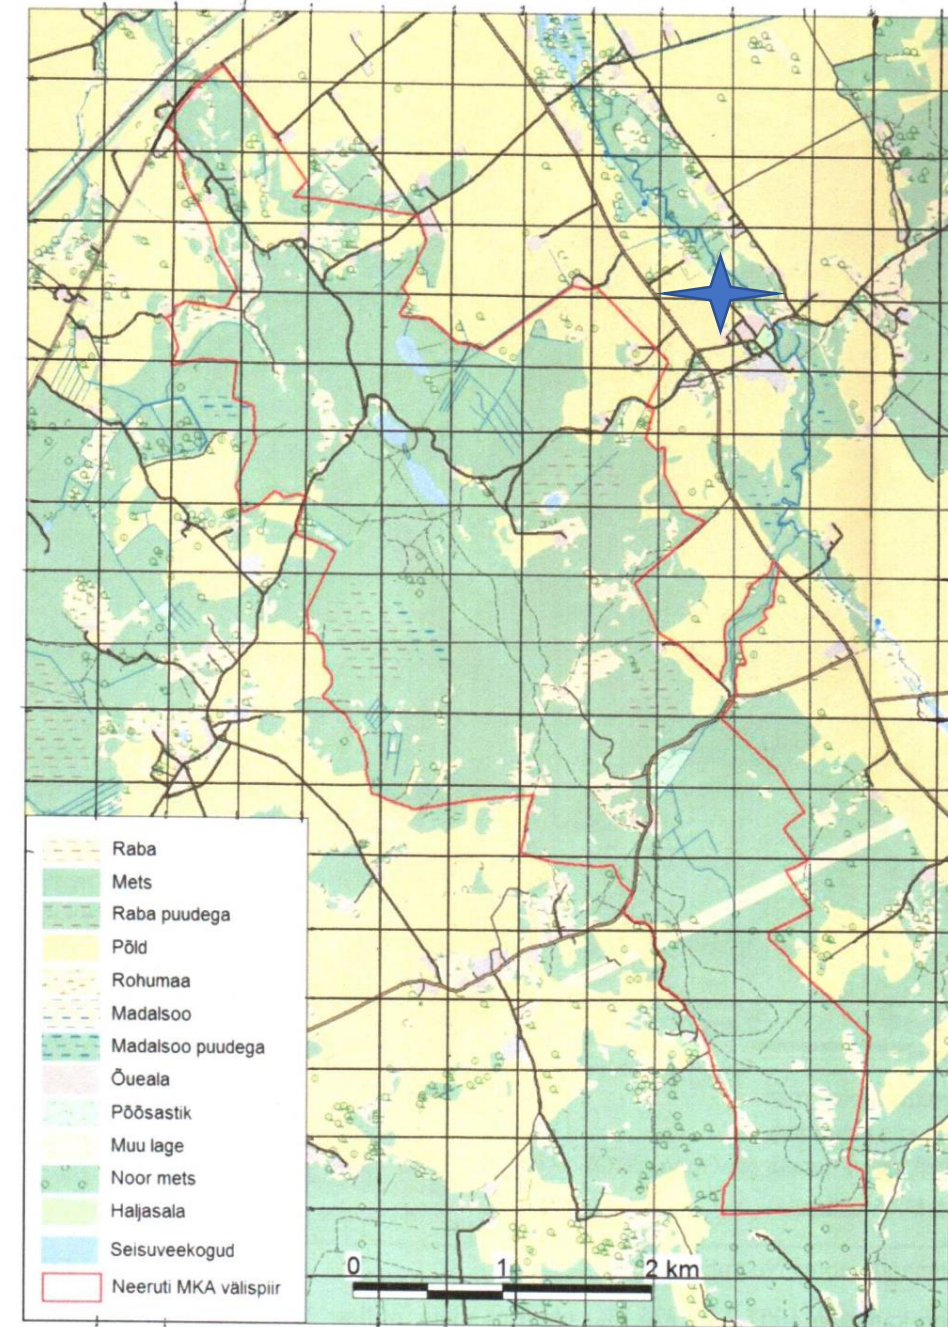 Raba
Mets
Raba puudega
Põld
Rohumaa
Madalsoo
Madalsoo puudega
Õueala
Põõsastik
Muu lage
Noor mets
Haljasala
Seisuveekogud
Neeruti MKA välispiir
0 1 2 km